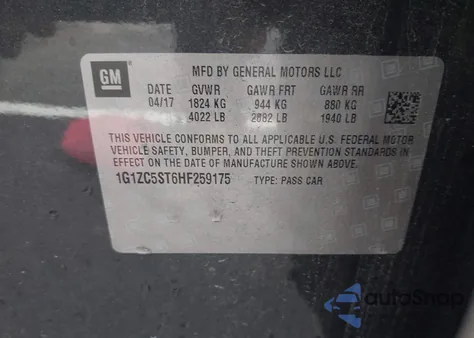 GM
MFD BY GENERAL MOTORS LLC
DATE GVWR GAWR FRT GAWR RR
04/17 1824 KG 944 KG 880 KG
4022 LB 2082 LB 1940 LB
THIS VEHICLE CONFORMS TO ALL APPLICABLE U.S. FEDERAL MOTOR
VEHICLE SAFETY, BUMPER, AND THEFT PREVENTION STANDARDS IN
EFFECT ON THE DATE OF MANUFACTURE SHOWN ABOVE.
1G1ZC5ST6HF259175 TYPE: PASS CAR
autoSnap